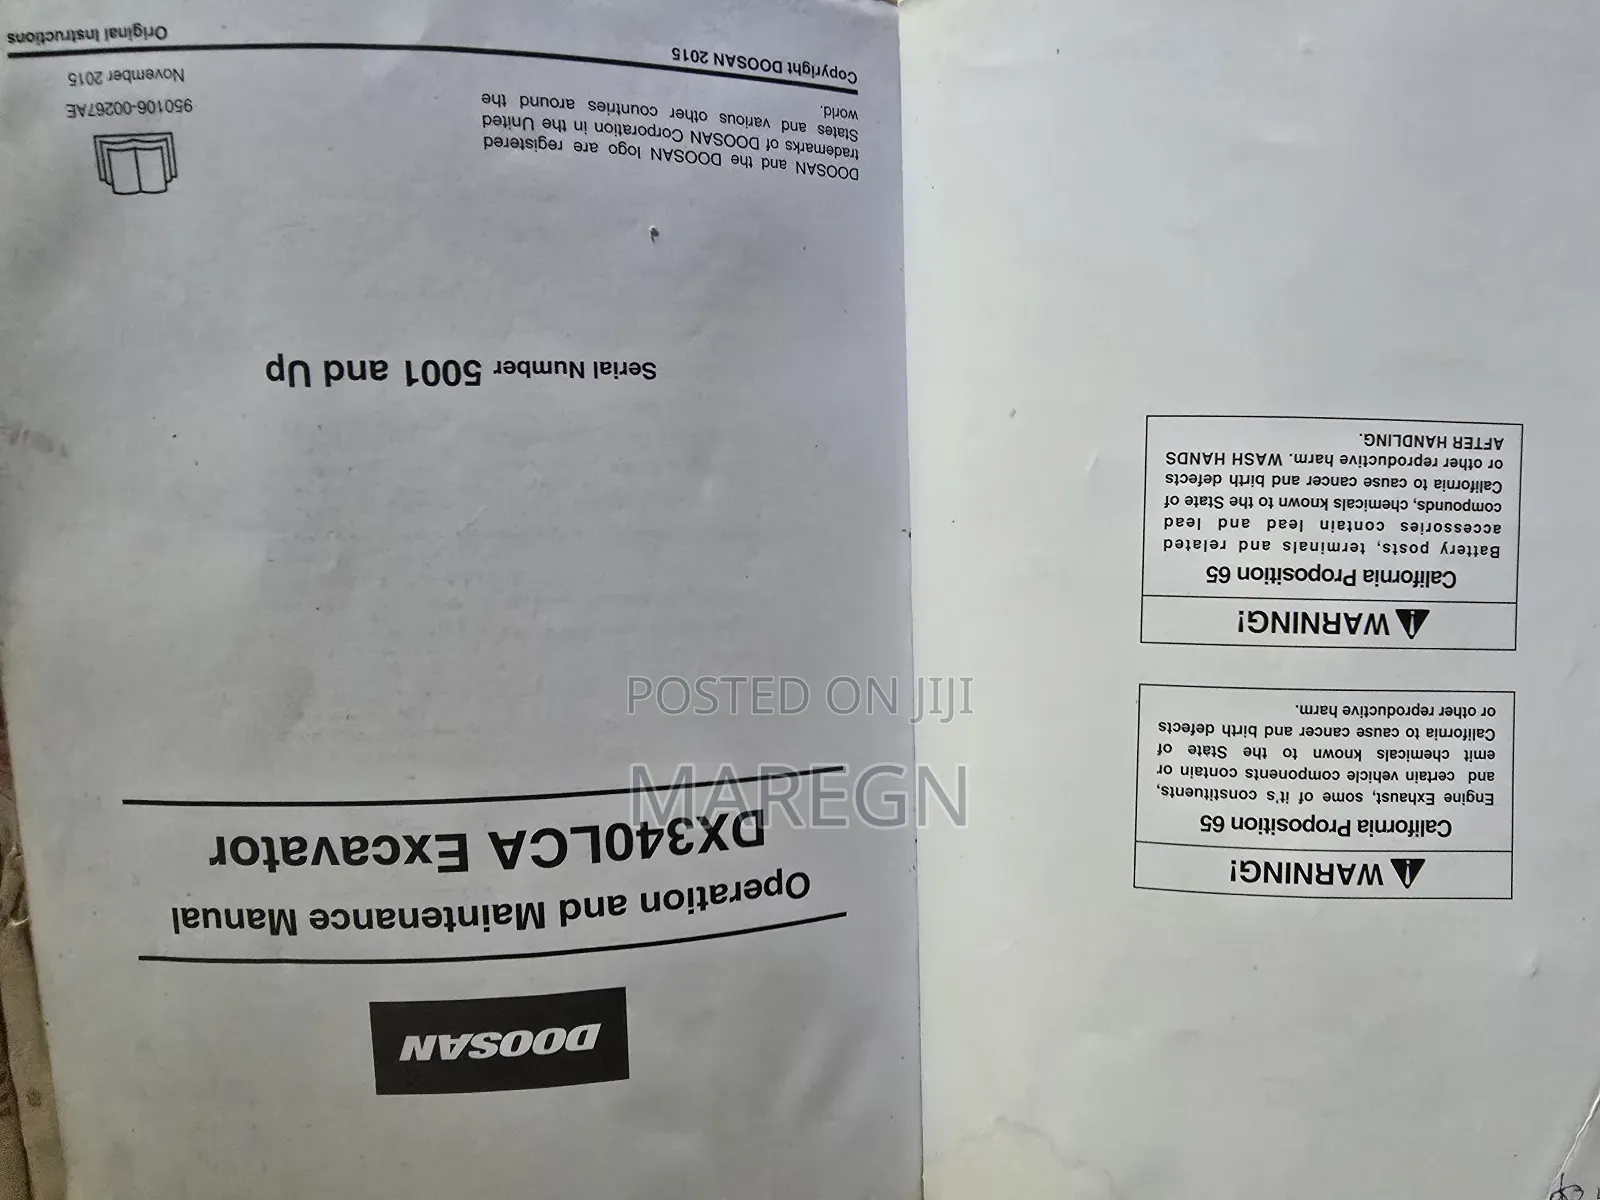 WARNING!
California Proposition 65
Engine Exhaust, some of it's constituents,
and certain vehicle components contain or
emit chemicals known to the State of
California to cause cancer and birth defects
or other reproductive harm.
WARNING!
California Proposition 65
Battery posts, terminals and related
accessories contain lead and lead
compounds, chemicals known to the State of
California to cause cancer and birth defects
or other reproductive harm. WASH HANDS
AFTER HANDLING.
DOOSAN
Operation and Maintenance Manual
DX340LCA Excavator
Serial Number 5001 and Up
DOOSAN and the DOOSAN logo are registered
trademarks of DOOSAN Corporation in the United
States and various other countries around the
world.
Copyright DOOSAN 2015
950106-00267AE
November 2015
Original Instructions
POSTED ON JIJI
MAREGN